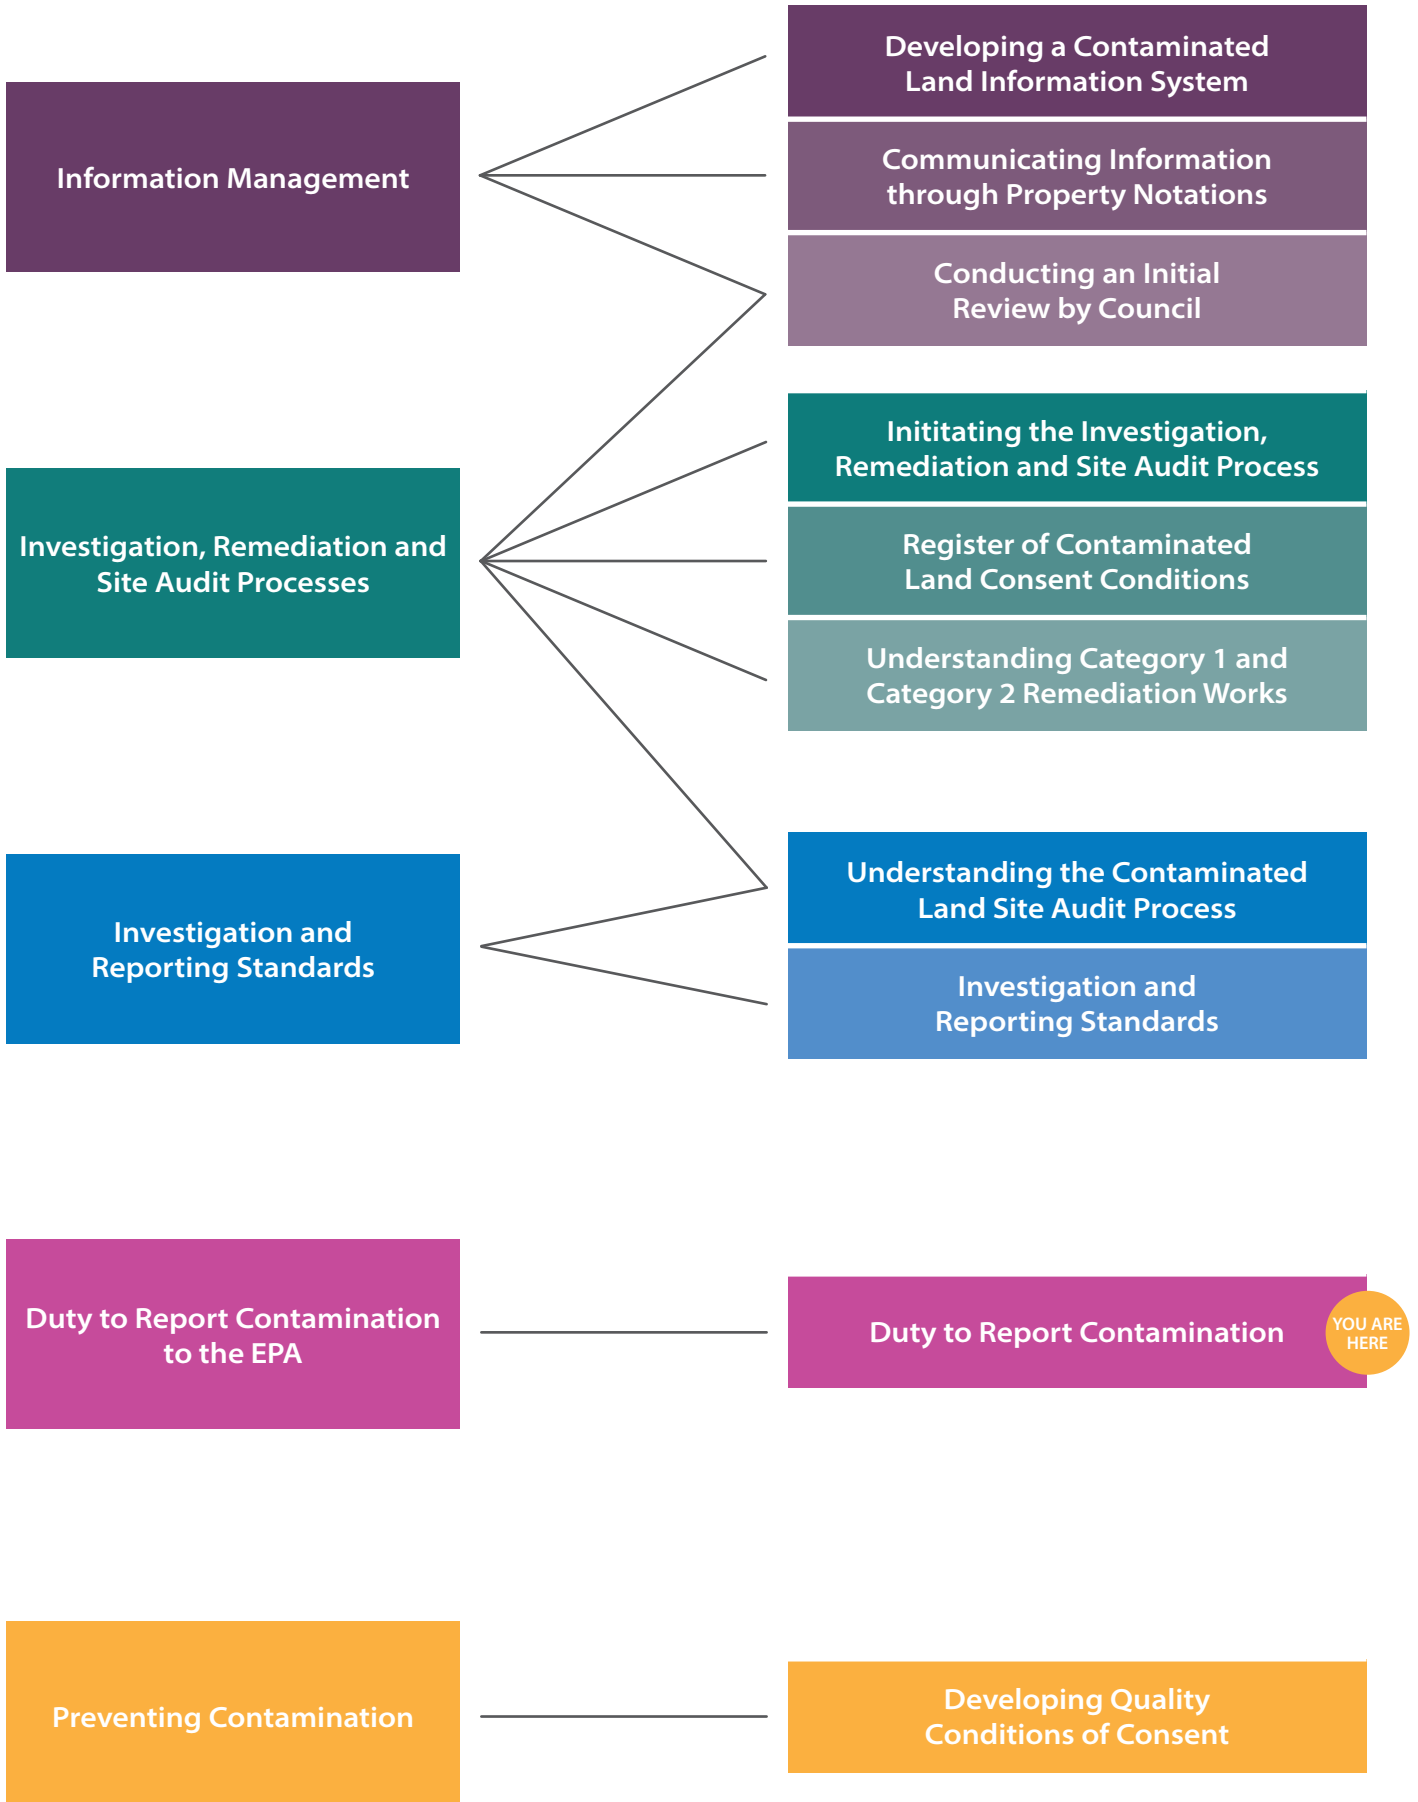 Information Management
Developing a Contaminated
Land Information System
Communicating Information
through Property Notations
Conducting an Initial
Review by Council
Investigation, Remediation and
Site Audit Processes
Inititating the Investigation,
Remediation and Site Audit Process
Register of Contaminated
Land Consent Conditions
Understanding Category 1 and
Category 2 Remediation Works
Investigation and
Reporting Standards
Understanding the Contaminated
Land Site Audit Process
Investigation and
Reporting Standards
Duty to Report Contamination
to the EPA
Duty to Report Contamination
YOU ARE
HERE
Preventing Contamination
Developing Quality
Conditions of Consent